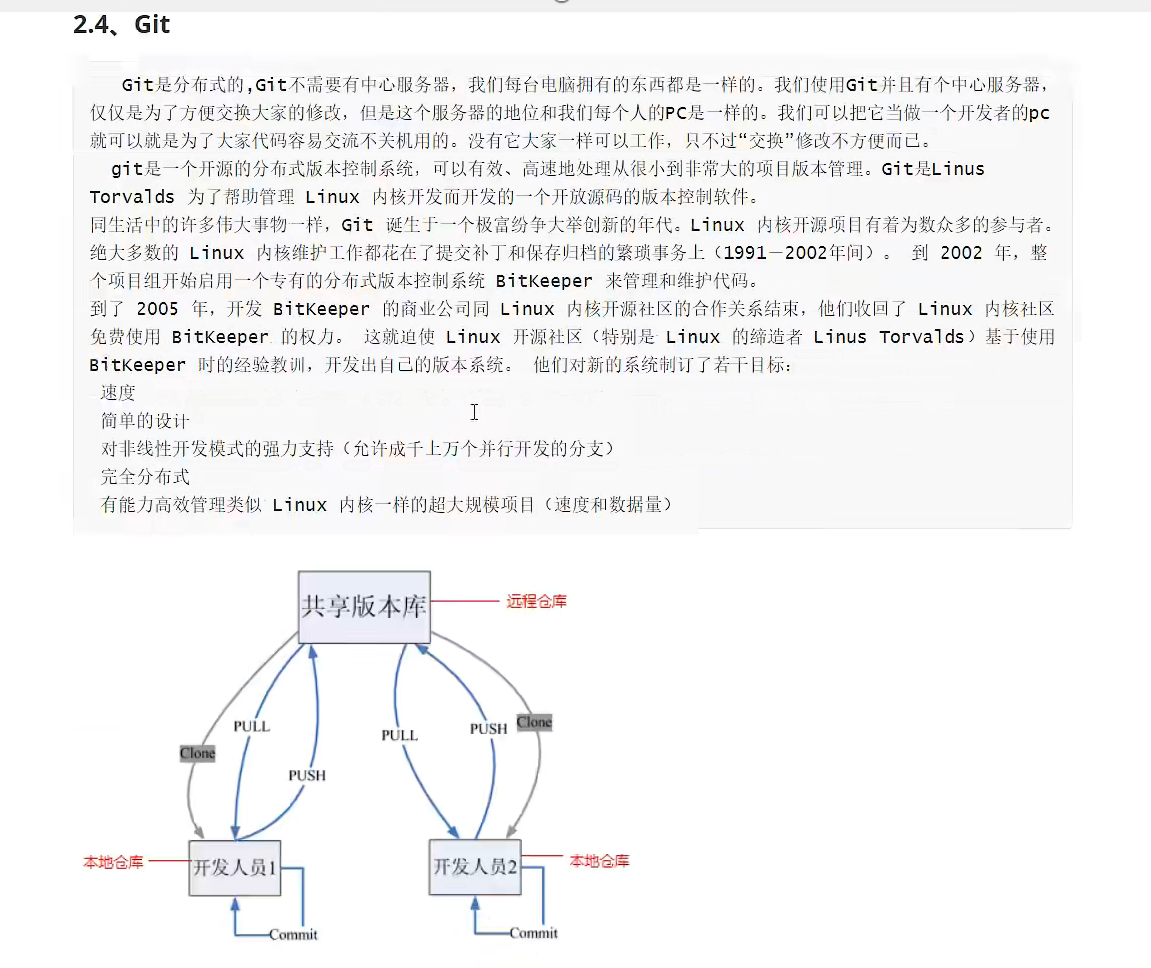 2.4、Git
Git是分布式的,Git不需要有中心服务器，我们每台电脑拥有的东西都是一样的。我们使用Git并且有个中心服务器，
仅仅是为了方便交换大家的修改，但是这个服务器的地位和我们每个人的PC是一样的。我们可以把它当做一个开发者的pc
就可以就是为了大家代码容易交流不关机用的。没有它大家一样可以工作，只不过“交换”修改不方便而已。
git是一个开源的分布式版本控制系统，可以有效、高速地处理从很小到非常大的项目版本管理。Git是Linus
Torvalds 为了帮助管理 Linux 内核开发而开发的一个开放源码的版本控制软件。
同生活中的许多伟大事物一样，Git 诞生于一个极富纷争大举创新的年代。Linux 内核开源项目有着为数众多的参与者。
绝大多数的 Linux 内核维护工作都花在了提交补丁和保存归档的繁琐事务上（1991－2002年间）。 到 2002 年，整
个项目组开始启用一个专有的分布式版本控制系统 BitKeeper 来管理和维护代码。
到了 2005 年，开发 BitKeeper 的商业公司同 Linux 内核开源社区的合作关系结束，他们收回了 Linux 内核社区
免费使用 BitKeeper 的权力。 这就迫使 Linux 开源社区（特别是 Linux 的缔造者 Linus Torvalds）基于使用
BitKeeper 时的经验教训，开发出自己的版本系统。 他们对新的系统制订了若干目标：
速度
简单的设计
对非线性开发模式的强力支持（允许成千上万个并行开发的分支）
完全分布式
有能力高效管理类似 Linux 内核一样的超大规模项目（速度和数据量）
共享版本库
远程仓库
PULL
Clone
PUSH
PULL
PUSH
Clone
本地仓库
开发人员1
开发人员2
本地仓库
Commit
Commit